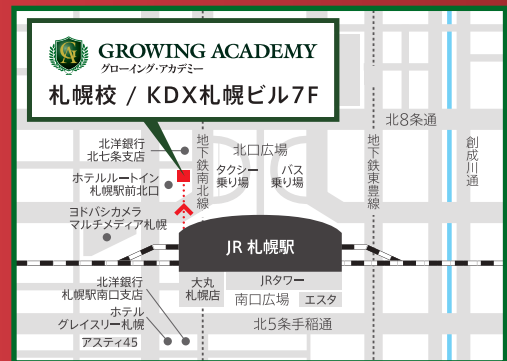 GROWING ACADEMY
グローイング・アカデミー
札幌校 / KDX札幌ビル7F
北8条通
北洋銀行
北七条支店
地下鉄南北線
北口広場
地下鉄東豊線
創成川通
ホテルルートイン
札幌駅前北口
タクシー
乗り場
バス
乗り場
ヨドバシカメラ
マルチメディア札幌
JR 札幌駅
北洋銀行
札幌駅南口支店
大丸
札幌店
JRタワー
南口広場
エスタ
ホテル
グレイスリー札幌
北5条手稲通
アスティ45